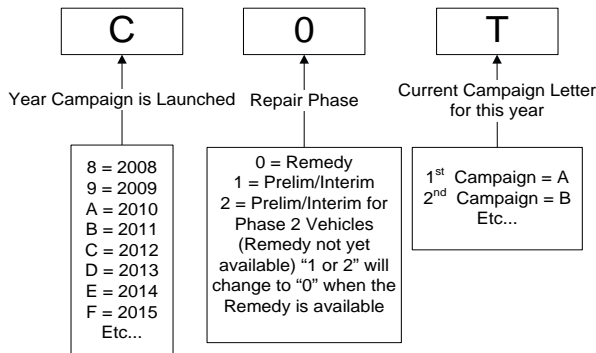 C 0 T
Year Campaign is Launched
Repair Phase
Current Campaign Letter
for this year
8 = 2008
9 = 2009
A = 2010
B = 2011
C = 2012
D = 2013
E = 2014
F = 2015
Etc...
0 = Remedy
1 = Prelim/Interim
2 = Prelim/Interim for
Phase 2 Vehicles
(Remedy not yet
available) “1 or 2” will
change to “0” when the
Remedy is available
1st Campaign = A
2nd Campaign = B
Etc...